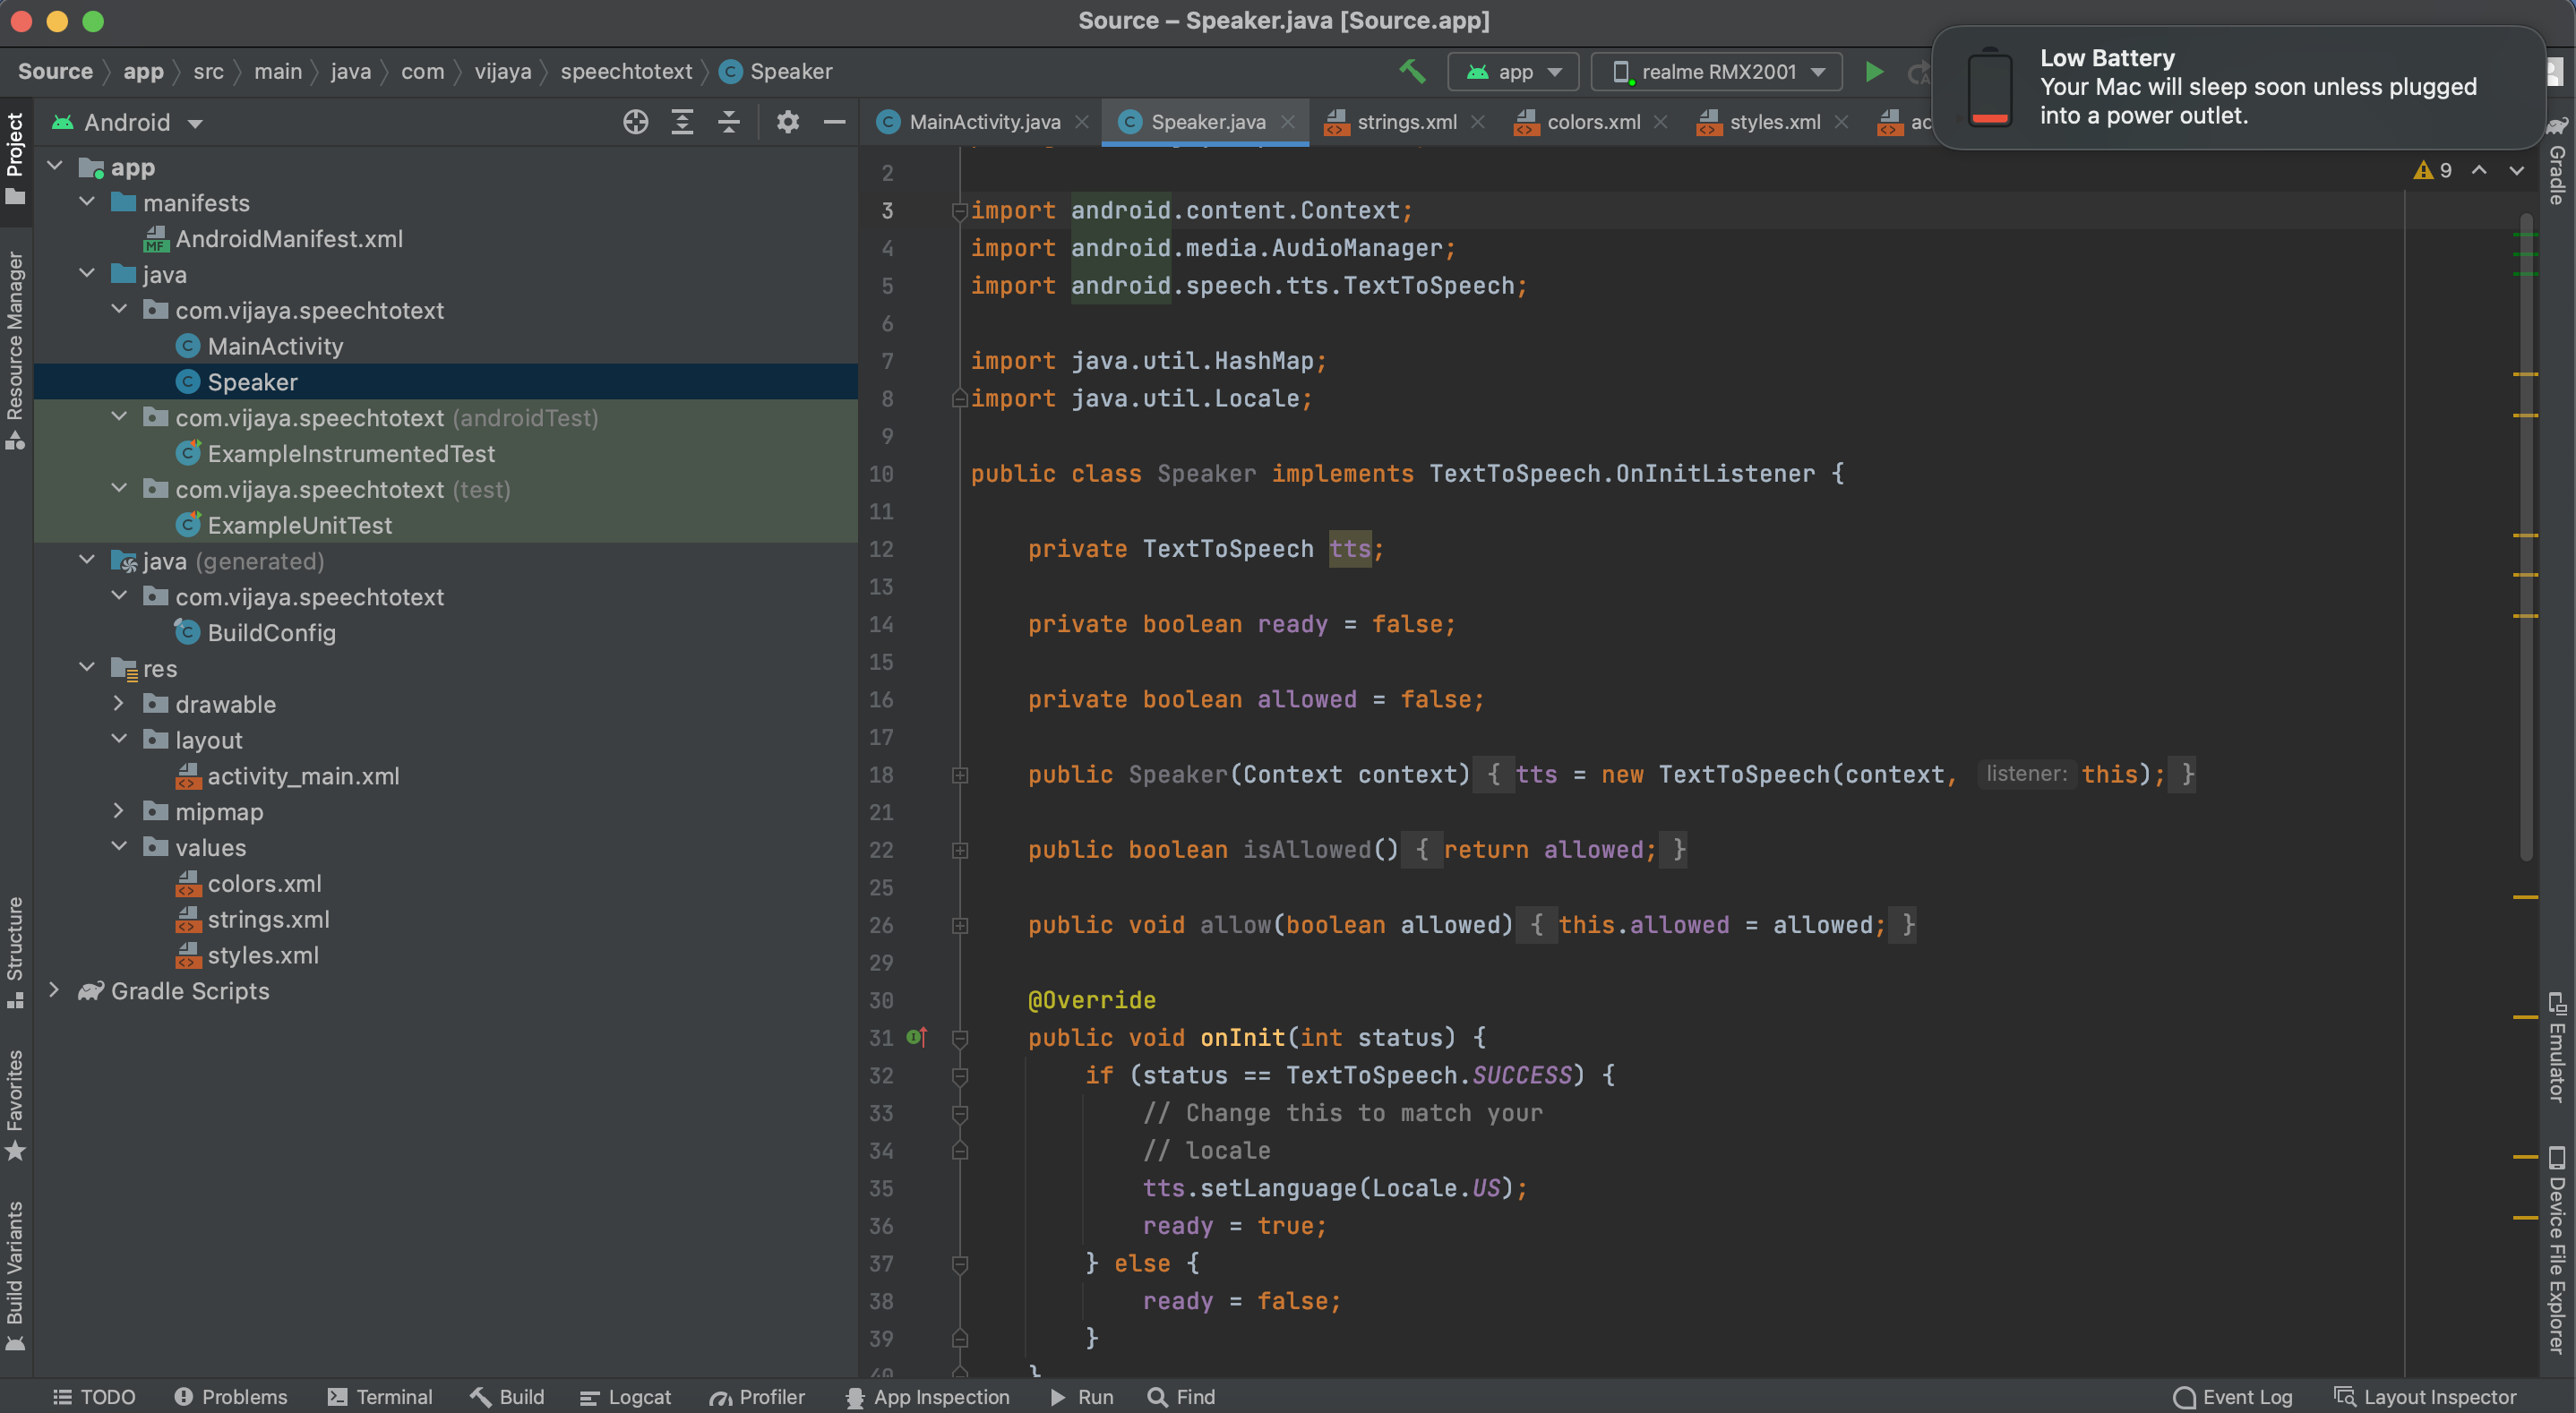 Source – Speaker.java [Source.app]
Source app src main java com vijaya speechtotext Speaker
app
realme RMX2001
Low Battery
Your Mac will sleep soon unless plugged
into a power outlet.
Android
MainActivity.java
Speaker.java
strings.xml
colors.xml
styles.xml
ac
Project
Resource Manager
Structure
Favorites
Build Variants
app
manifests
AndroidManifest.xml
java
com.vijaya.speechtotext
MainActivity
Speaker
com.vijaya.speechtotext (androidTest)
ExampleInstrumentedTest
com.vijaya.speechtotext (test)
ExampleUnitTest
java (generated)
com.vijaya.speechtotext
BuildConfig
res
drawable
layout
activity_main.xml
mipmap
values
colors.xml
strings.xml
styles.xml
Gradle Scripts
9
2
3 import android.content.Context;
4 import android.media.AudioManager;
5 import android.speech.tts.TextToSpeech;
6
7 import java.util.HashMap;
8 import java.util.Locale;
9
10 public class Speaker implements TextToSpeech.OnInitListener {
11
12 private TextToSpeech tts;
13
14 private boolean ready = false;
15
16 private boolean allowed = false;
17
18 public Speaker(Context context) { tts = new TextToSpeech(context, listener: this); }
21
22 public boolean isAllowed() { return allowed; }
25
26 public void allow(boolean allowed) { this.allowed = allowed; }
29
30 @Override
31 public void onInit(int status) {
32 if (status == TextToSpeech.SUCCESS) {
33 // Change this to match your
34 // locale
35 tts.setLanguage(Locale.US);
36 ready = true;
37 } else {
38 ready = false;
39 }
40 }
Gradle
Emulator
Device File Explorer
TODO Problems Terminal Build Logcat Profiler App Inspection Run Find Event Log Layout Inspector